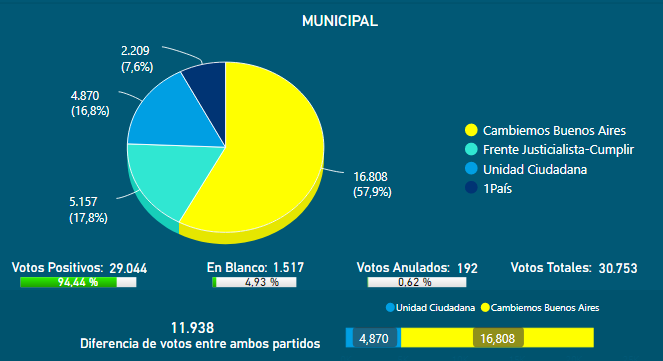 MUNICIPAL
2.209
(7,6%)
4.870
(16,8%)
5.157
(17,8%)
16.808
(57,9%)
Cambiemos Buenos Aires
Frente Justicialista-Cumplir
Unidad Ciudadana
1País
Votos Positivos: 29.044
94,44 %
En Blanco: 1.517
4,93 %
Votos Anulados: 192
0,62 %
Votos Totales: 30.753
11.938
Diferencia de votos entre ambos partidos
Unidad Ciudadana Cambiemos Buenos Aires
4,870 16,808